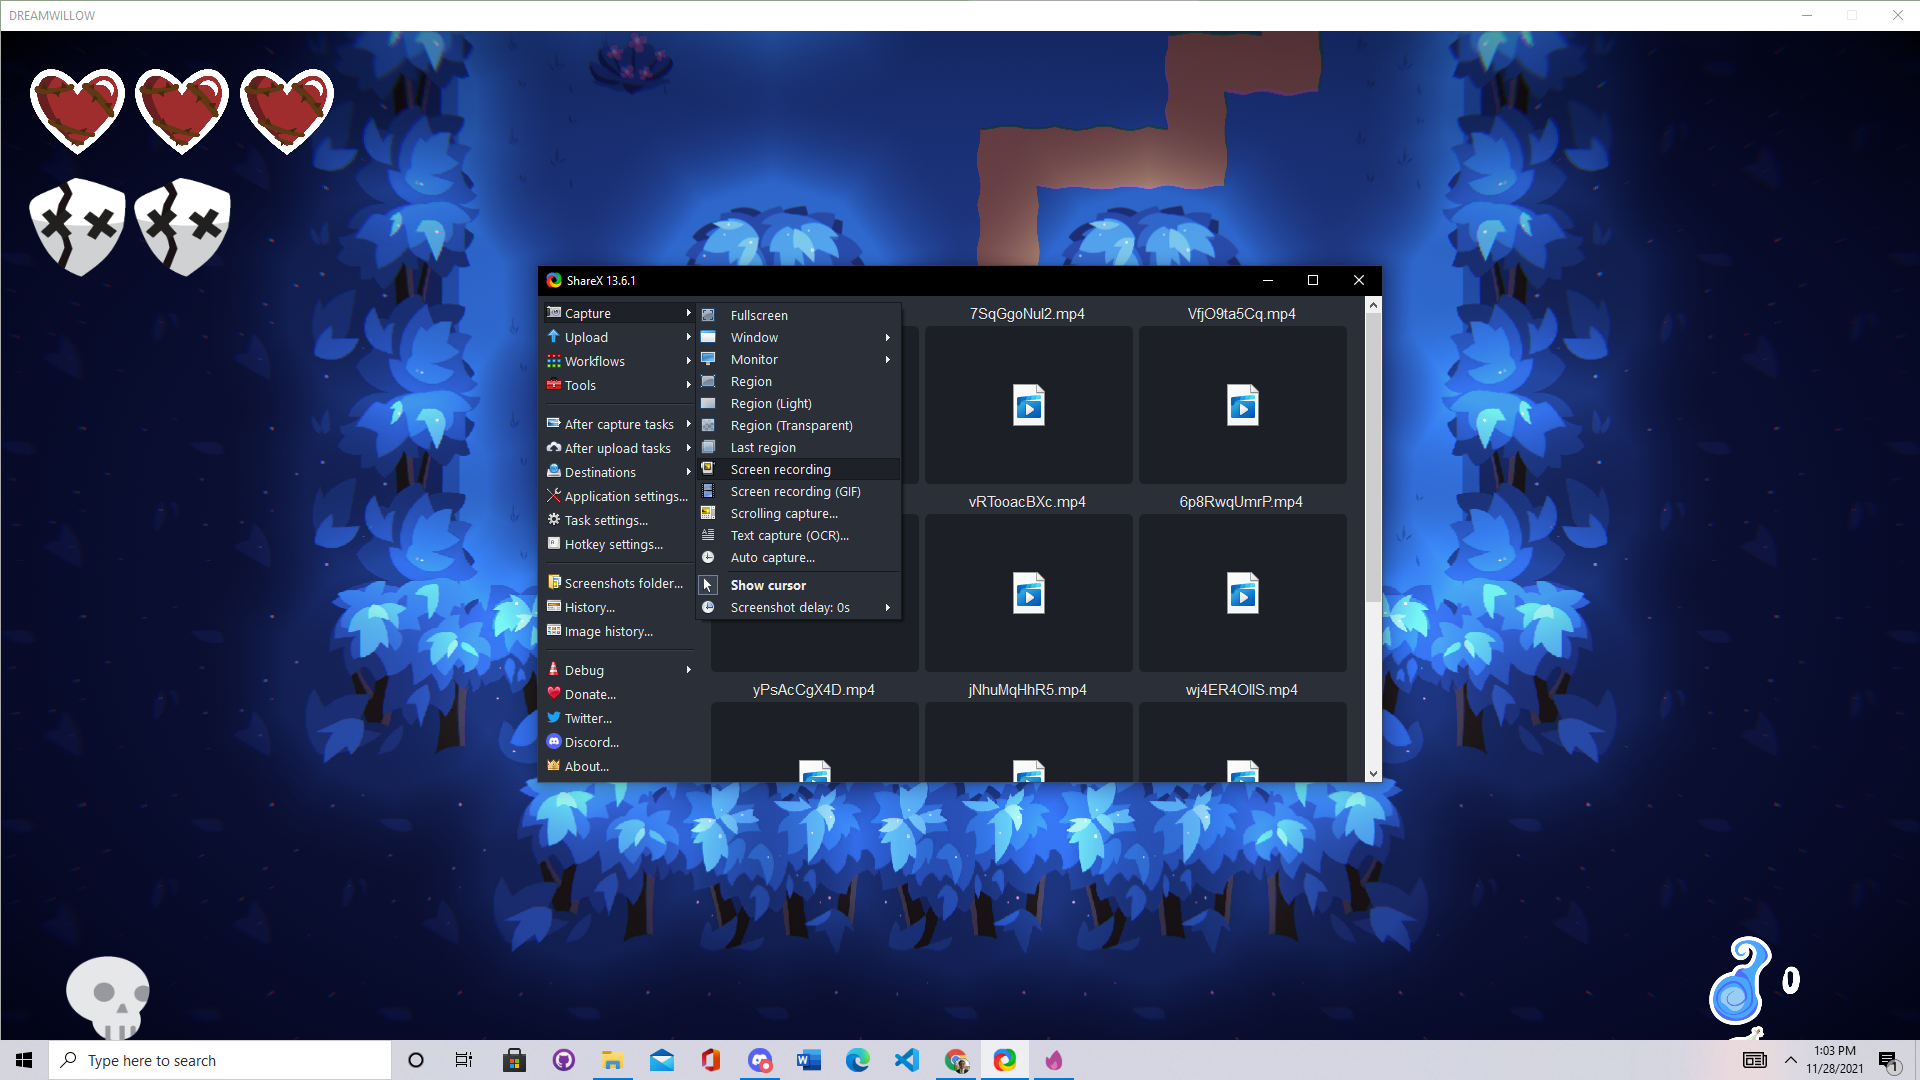 DREAMWILLOW
ShareX 13.6.1
Capture
Upload
Workflows
Tools
After capture tasks
After upload tasks
Destinations
Application settings...
Task settings...
Hotkey settings...
Screenshots folder...
History...
Image history...
Debug
Donate...
Twitter...
Discord...
About...
Fullscreen
Window
Monitor
Region
Region (Light)
Region (Transparent)
Last region
Screen recording
Screen recording (GIF)
Scrolling capture...
Text capture (OCR)...
Auto capture...
Show cursor
Screenshot delay: 0s
7SqGgoNul2.mp4 VfjO9ta5Cq.mp4
vRTooacBXc.mp4 6p8RwqUmrP.mp4
yPsAcCgX4D.mp4 jNhuMqHhR5.mp4 wj4ER4OllS.mp4
0
Type here to search
1:03 PM
11/28/2021
1